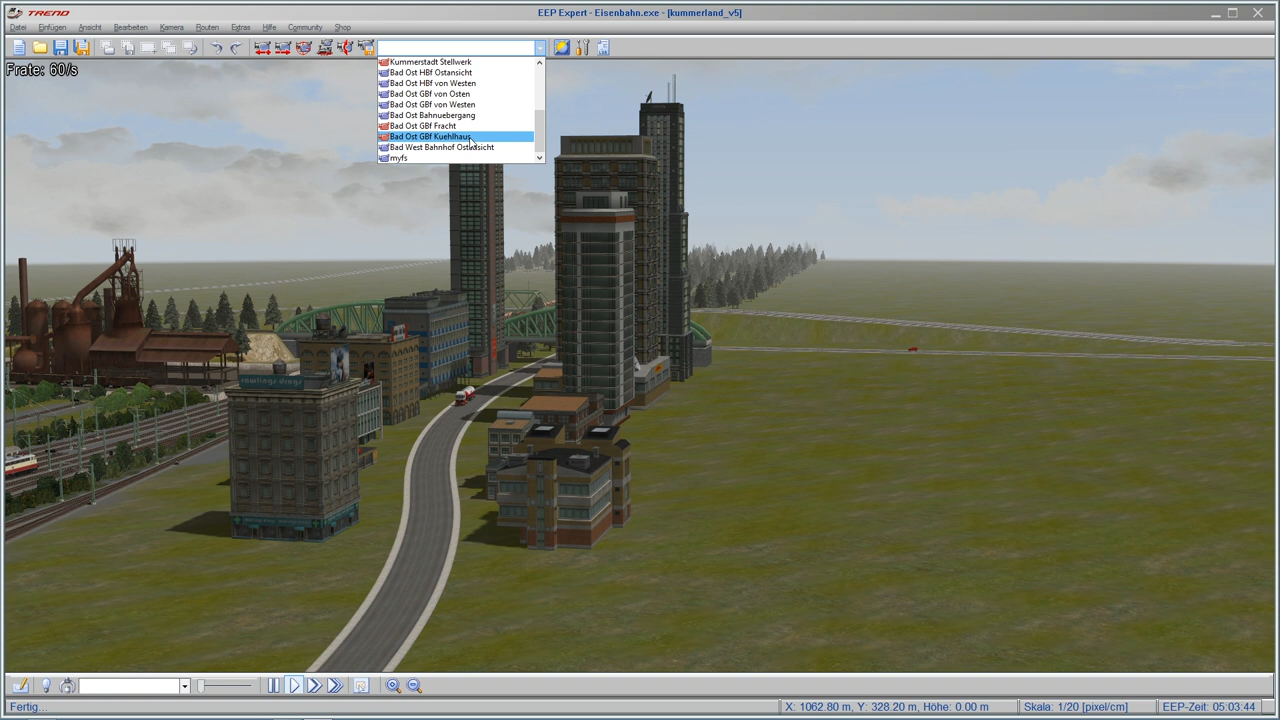 TREND
EEP Expert - Eisenbahn.exe - [kummerland_v5]
Datei Einfügen Ansicht Bearbeiten Kamera Routen Extras Hilfe Community Shop
Frate: 60/s
Kummerstadt Stellwerk
Bad Ost HBf Ostansicht
Bad Ost HBf von Westen
Bad Ost GBf von Osten
Bad Ost GBf von Westen
Bad Ost Bahnuebergang
Bad Ost GBf Fracht
Bad Ost GBf Kuehlhaus
Bad West Bahnhof Ostansicht
myfs
rawlings drugs
Fertig...
X: 1062.80 m, Y: 328.20 m, Höhe: 0.00 m
Skala: 1/20 [pixel/cm]
EEP-Zeit: 05:03:44